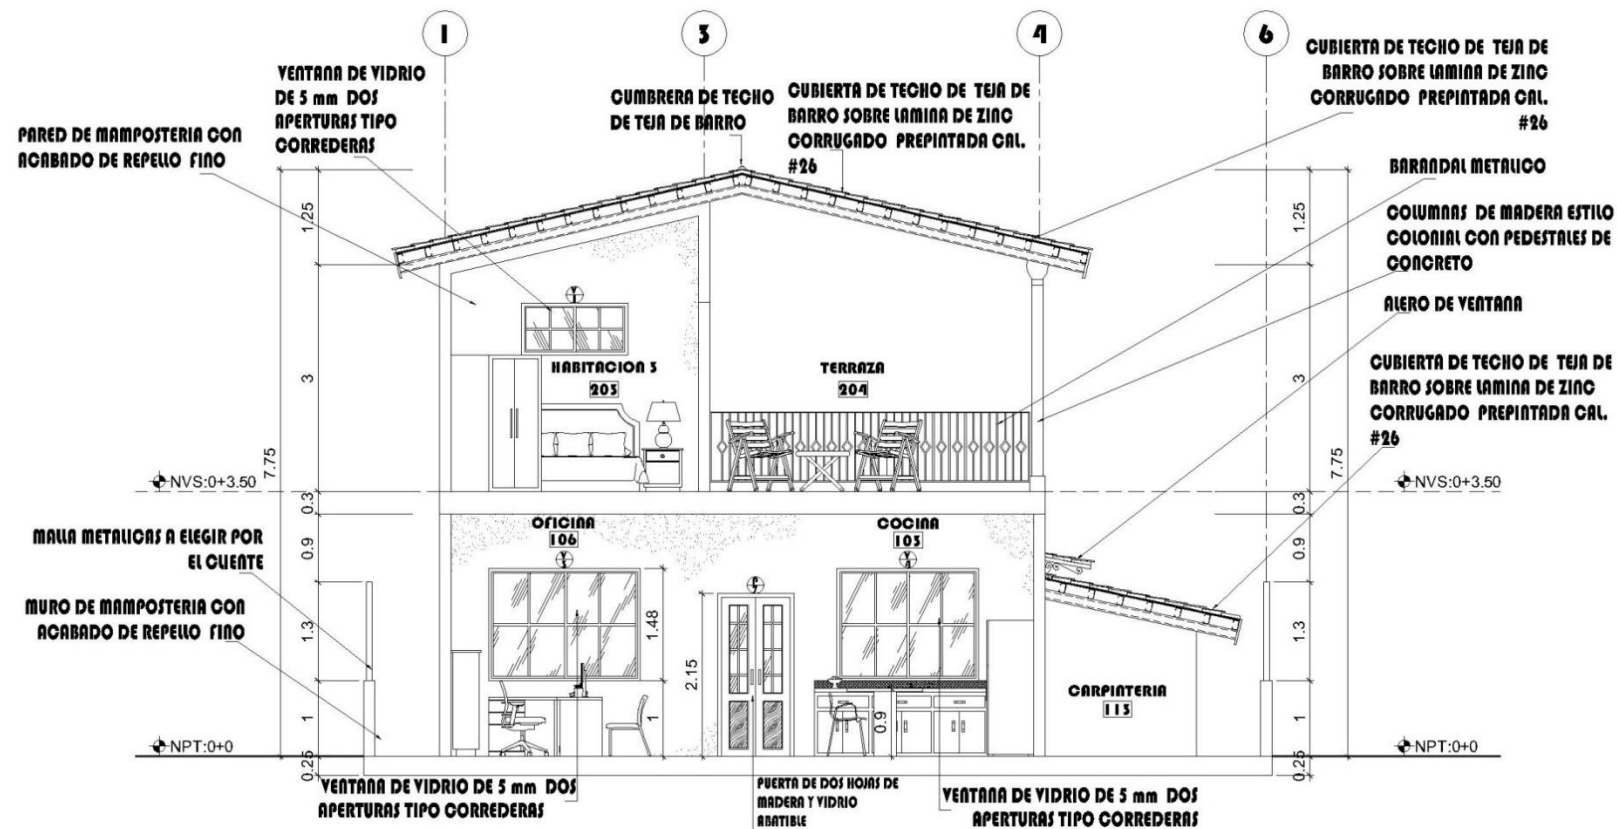 1
3
4
6
VENTANA DE VIDRIO
DE 5 mm DOS
APERTURAS TIPO
CORREDERAS
PARED DE MAMPOSTERIA CON
ACABADO DE REPELLO FINO
CUMBRERA DE TECHO
DE TEJA DE BARRO
CUBIERTA DE TECHO DE TEJA DE
BARRO SOBRE LAMINA DE ZINC
CORRUGADO PREPINTADA CAL.
#26
CUBIERTA DE TECHO DE TEJA DE
BARRO SOBRE LAMINA DE ZINC
CORRUGADO PREPINTADA CAL.
#26
BARANDAL METALICO
COLUMNAS DE MADERA ESTILO
COLONIAL CON PEDESTALES DE
CONCRETO
ALERO DE VENTANA
CUBIERTA DE TECHO DE TEJA DE
BARRO SOBRE LAMINA DE ZINC
CORRUGADO PREPINTADA CAL.
#26
1.25
1.25
3
3
7.75
7.75
V
1
HABITACION 3
203
TERRAZA
204
NVS:0+3.50
NVS:0+3.50
0.3
0.3
OFICINA
106
V
3
COCINA
103
V
4
MALLA METALICAS A ELEGIR POR
EL CLIENTE
MURO DE MAMPOSTERIA CON
ACABADO DE REPELLO FINO
0.9
0.9
1.3
1.3
1.48
2.15
P
1
1
1
0.9
CARPINTERIA
113
NPT:0+0
NPT:0+0
0.25
0.25
VENTANA DE VIDRIO DE 5 mm DOS
APERTURAS TIPO CORREDERAS
PUERTA DE DOS HOJAS DE
MADERA Y VIDRIO
ABATIBLE
VENTANA DE VIDRIO DE 5 mm DOS
APERTURAS TIPO CORREDERAS